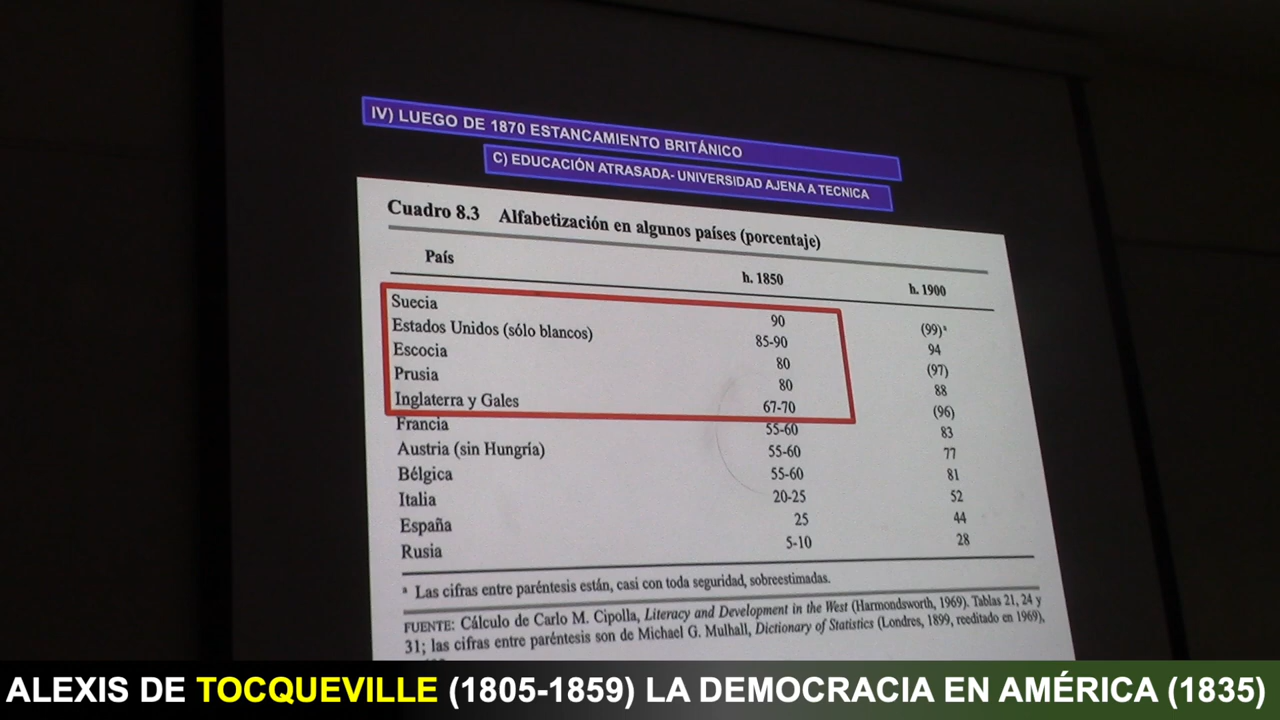 IV) LUEGO DE 1870 ESTANCAMIENTO BRITÁNICO
C) EDUCACIÓN ATRASADA- UNIVERSIDAD AJENA A TECNICA
Cuadro 8.3 Alfabetización en algunos países (porcentaje)
País h. 1850 h. 1900
Suecia 90 (99)ª
Estados Unidos (sólo blancos) 85-90 94
Escocia 80 (97)
Prusia 80 88
Inglaterra y Gales 67-70 (96)
Francia 55-60 83
Austria (sin Hungría) 55-60 77
Bélgica 55-60 81
Italia 20-25 52
España 25 44
Rusia 5-10 28
ª Las cifras entre paréntesis están, casi con toda seguridad, sobreestimadas.
FUENTE: Cálculo de Carlo M. Cipolla, Literacy and Development in the West (Harmondsworth, 1969). Tablas 21, 24 y
31; las cifras entre paréntesis son de Michael G. Mulhall, Dictionary of Statistics (Londres, 1899, reeditado en 1969),
ALEXIS DE TOCQUEVILLE (1805-1859) LA DEMOCRACIA EN AMÉRICA (1835)